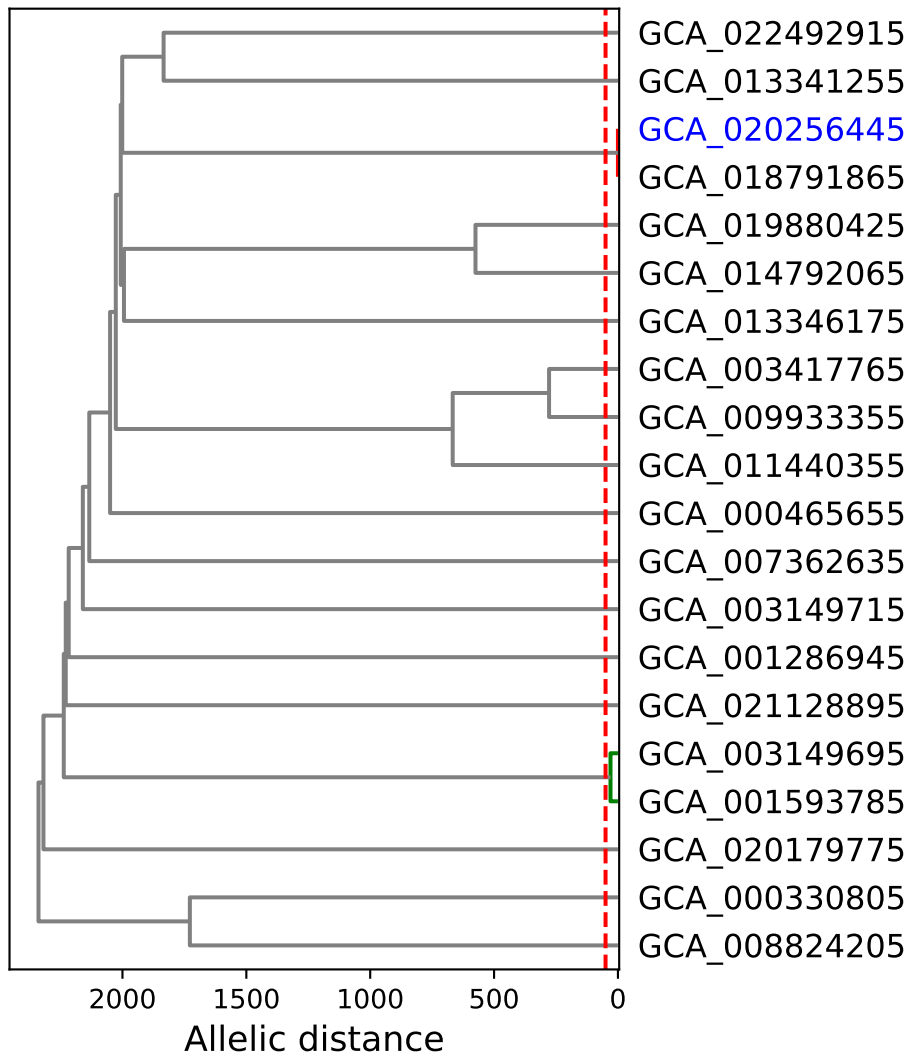 GCA_022492915
GCA_013341255
GCA_020256445
GCA_018791865
GCA_019880425
GCA_014792065
GCA_013346175
GCA_003417765
GCA_009933355
GCA_011440355
GCA_000465655
GCA_007362635
GCA_003149715
GCA_001286945
GCA_021128895
GCA_003149695
GCA_001593785
GCA_020179775
GCA_000330805
GCA_008824205
2000 1500 1000 500 0
Allelic distance